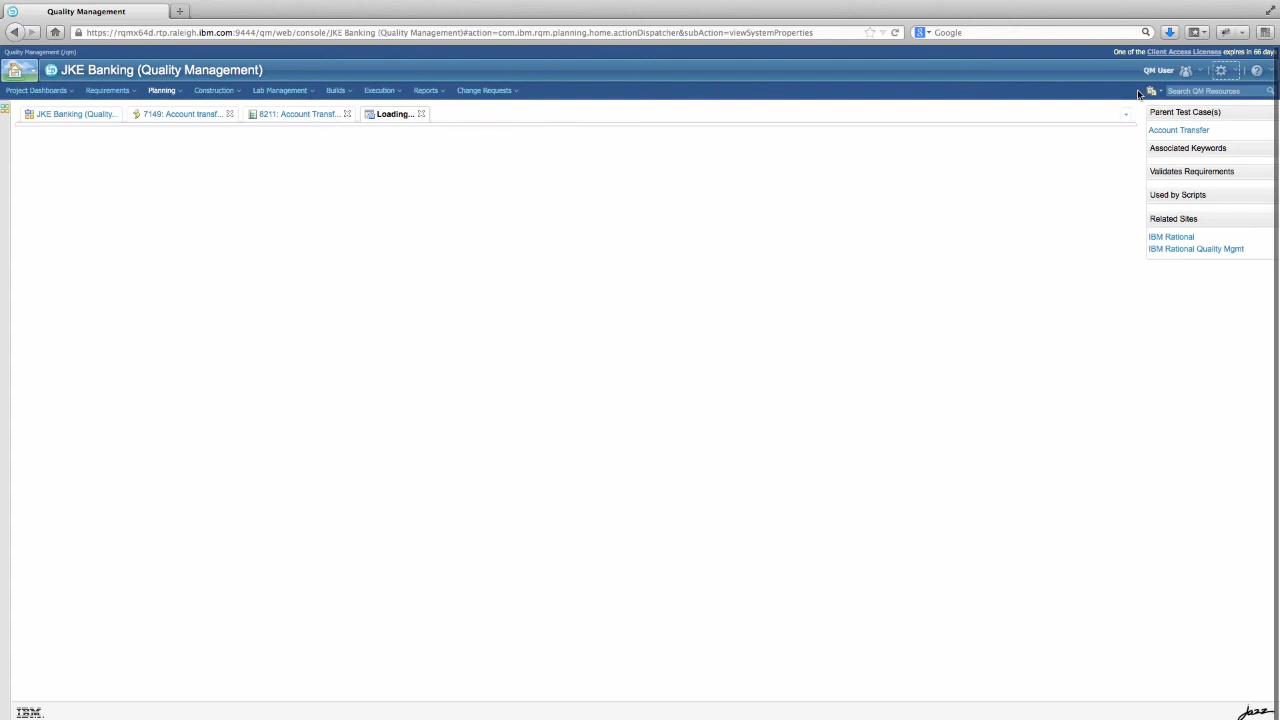 Quality Management
https://rqmx64d.rtp.raleigh.ibm.com:9444/qm/web/console/JKE Banking (Quality Management)#action=com.ibm.rqm.planning.home.actionDispatcher&subAction=viewSystemProperties
Google
Quality Management (/qm)
One of the Client Access Licenses expires in 66 day
JKE Banking (Quality Management)
QM User
Project Dashboards Requirements Planning Construction Lab Management Builds Execution Reports Change Requests
Search QM Resources
JKE Banking (Quality... 7149: Account transf... 8211: Account Transf... Loading...
Parent Test Case(s)
Account Transfer
Associated Keywords
Validates Requirements
Used by Scripts
Related Sites
IBM Rational
IBM Rational Quality Mgmt
IBM.
Jazz